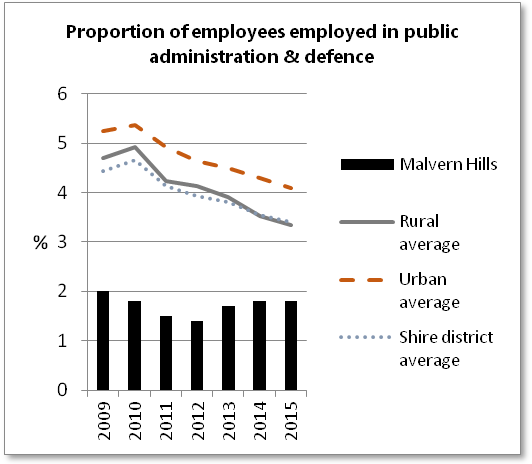 Proportion of employees employed in public
administration & defence
6
5
4
3
2
1
0
%
2009
2010
2011
2012
2013
2014
2015
Malvern Hills
Rural
average
Urban
average
Shire district
average